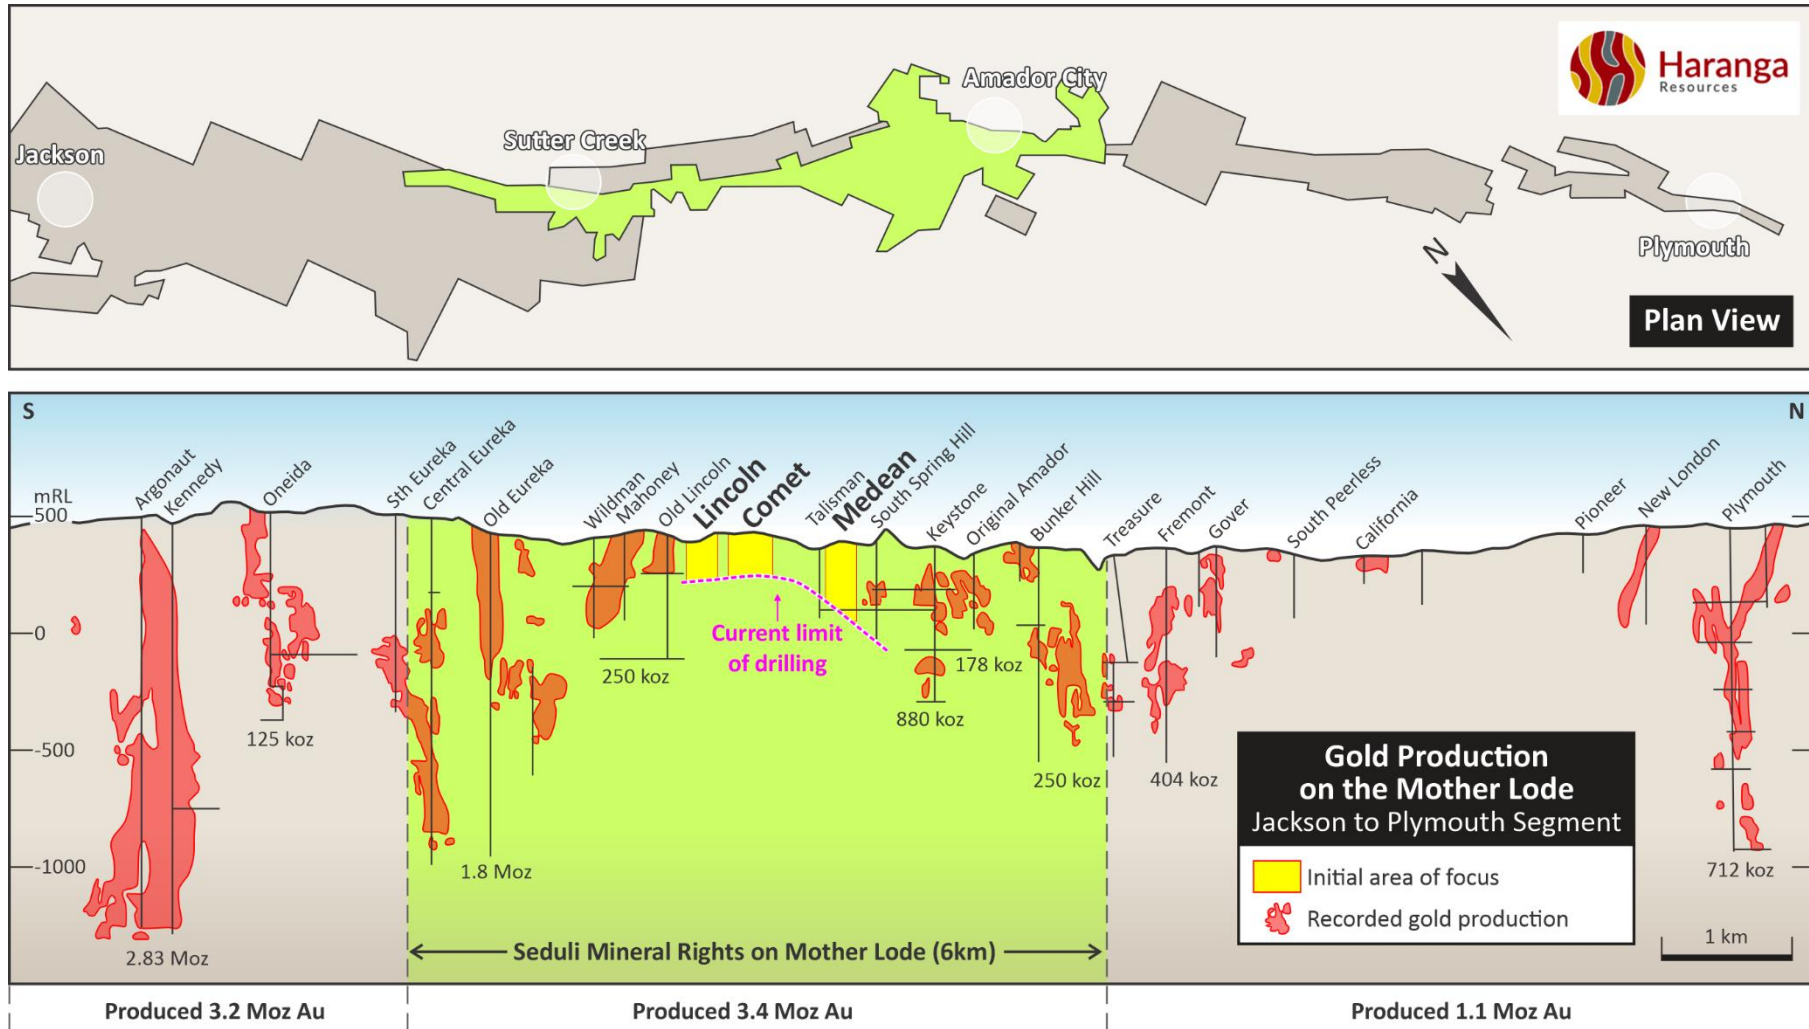 Haranga
Resources
Amador City
Sutter Creek
Jackson
Plymouth
N
Plan View
S
N
mRL
500
0
-500
-1000
Argonaut
Kennedy
Oneida
Sth Eureka
Central Eureka
Old Eureka
Wildman
Mahoney
Old Lincoln
Lincoln
Comet
Talisman
Medean
South Spring Hill
Keystone
Original Amador
Bunker Hill
Treasure
Fremont
Gover
South Peerless
California
Pioneer
New London
Plymouth
Current limit
of drilling
250 koz
178 koz
880 koz
125 koz
250 koz
404 koz
1.8 Moz
712 koz
2.83 Moz
Gold Production
on the Mother Lode
Jackson to Plymouth Segment
Initial area of focus
Recorded gold production
1 km
Seduli Mineral Rights on Mother Lode (6km)
Produced 3.2 Moz Au
Produced 3.4 Moz Au
Produced 1.1 Moz Au